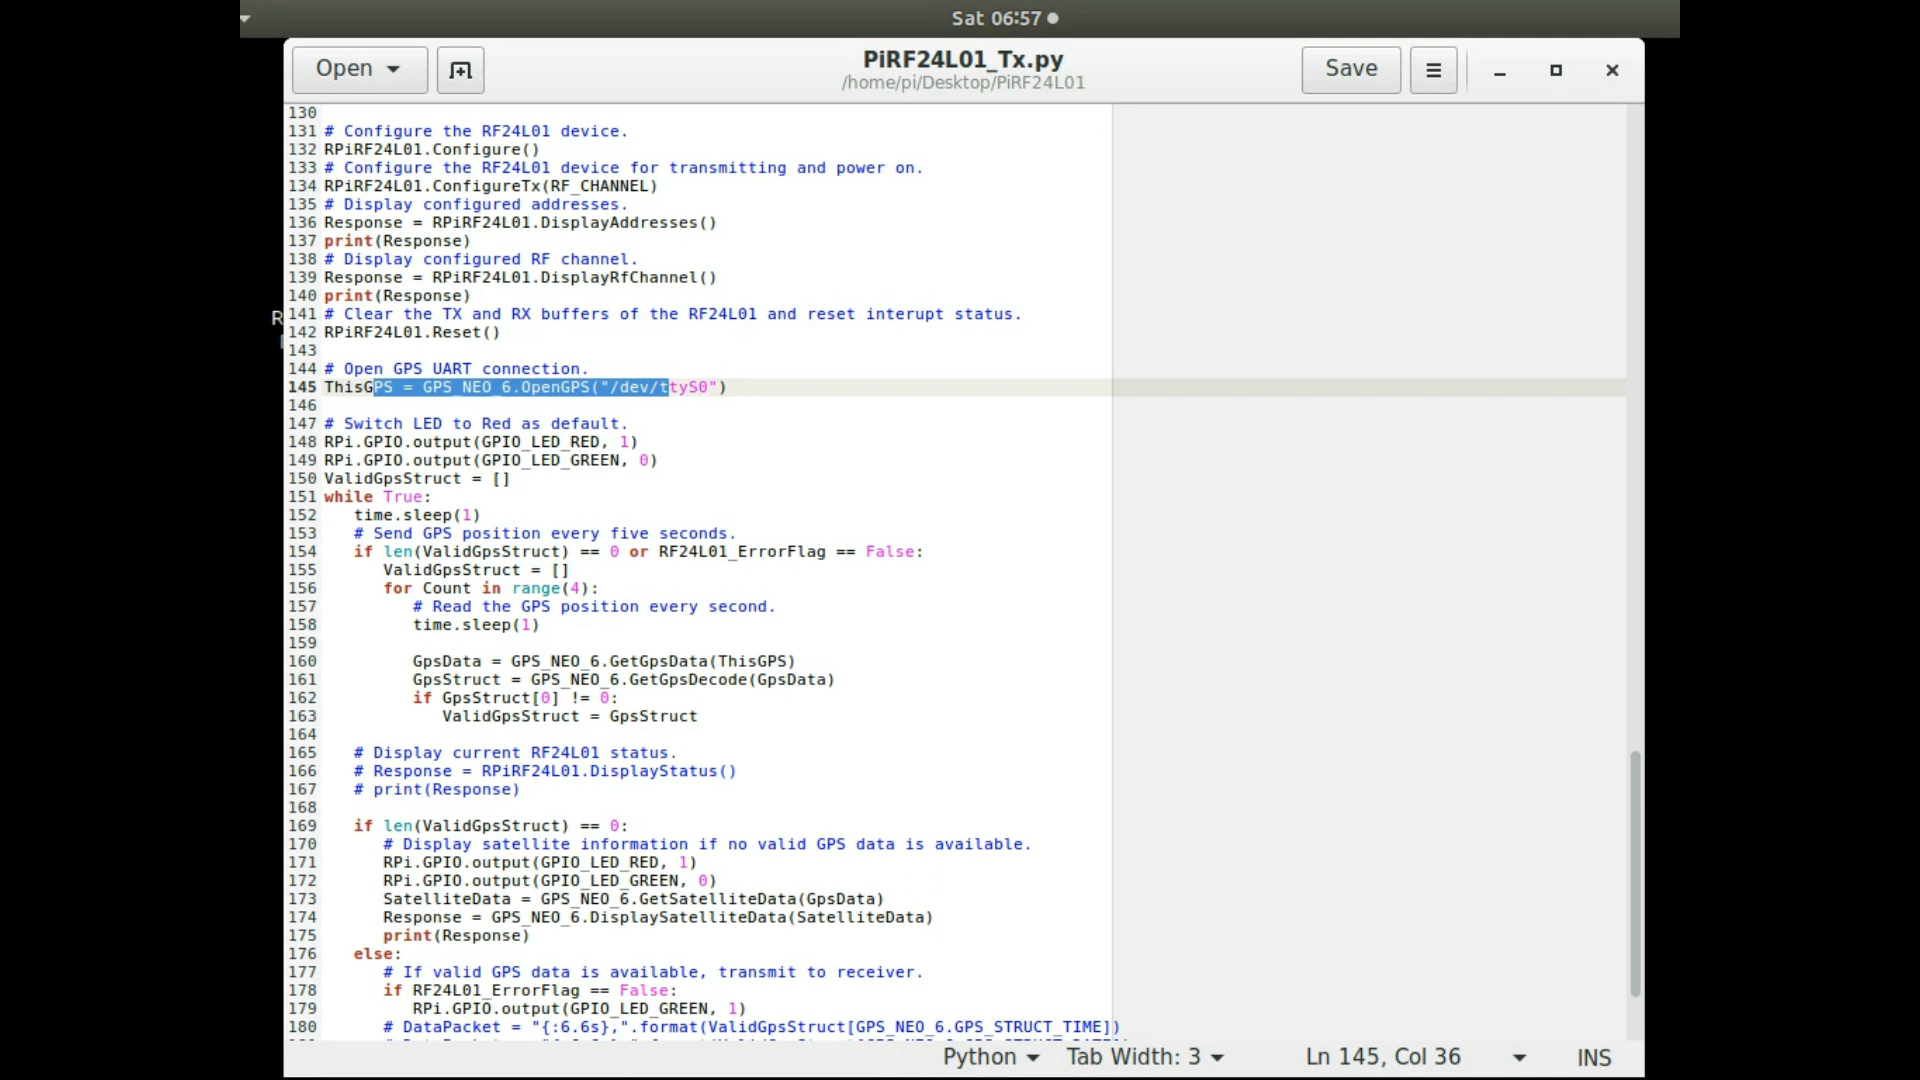 Sat 06:57
Open
PiRF24L01_Tx.py
/home/pi/Desktop/PiRF24L01
Save
R
130
131 # Configure the RF24L01 device.
132 RPiRF24L01.Configure()
133 # Configure the RF24L01 device for transmitting and power on.
134 RPiRF24L01.ConfigureTx(RF_CHANNEL)
135 # Display configured addresses.
136 Response = RPiRF24L01.DisplayAddresses()
137 print(Response)
138 # Display configured RF channel.
139 Response = RPiRF24L01.DisplayRfChannel()
140 print(Response)
141 # Clear the TX and RX buffers of the RF24L01 and reset interupt status.
142 RPiRF24L01.Reset()
143
144 # Open GPS UART connection.
145 ThisGPS = GPS_NEO_6.OpenGPS("/dev/ttyS0")
146
147 # Switch LED to Red as default.
148 RPi.GPIO.output(GPIO_LED_RED, 1)
149 RPi.GPIO.output(GPIO_LED_GREEN, 0)
150 ValidGpsStruct = []
151 while True:
152    time.sleep(1)
153    # Send GPS position every five seconds.
154    if len(ValidGpsStruct) == 0 or RF24L01_ErrorFlag == False:
155       ValidGpsStruct = []
156       for Count in range(4):
157          # Read the GPS position every second.
158          time.sleep(1)
159
160          GpsData = GPS_NEO_6.GetGpsData(ThisGPS)
161          GpsStruct = GPS_NEO_6.GetGpsDecode(GpsData)
162          if GpsStruct[0] != 0:
163             ValidGpsStruct = GpsStruct
164
165    # Display current RF24L01 status.
166    # Response = RPiRF24L01.DisplayStatus()
167    # print(Response)
168
169    if len(ValidGpsStruct) == 0:
170       # Display satellite information if no valid GPS data is available.
171       RPi.GPIO.output(GPIO_LED_RED, 1)
172       RPi.GPIO.output(GPIO_LED_GREEN, 0)
173       SatelliteData = GPS_NEO_6.GetSatelliteData(GpsData)
174       Response = GPS_NEO_6.DisplaySatelliteData(SatelliteData)
175       print(Response)
176    else:
177       # If valid GPS data is available, transmit to receiver.
178       if RF24L01_ErrorFlag == False:
179          RPi.GPIO.output(GPIO_LED_GREEN, 1)
180       # DataPacket = "{:6.6s},".format(ValidGpsStruct[GPS_NEO_6.GPS_STRUCT_TIME])
Python Tab Width: 3 Ln 145, Col 36 INS